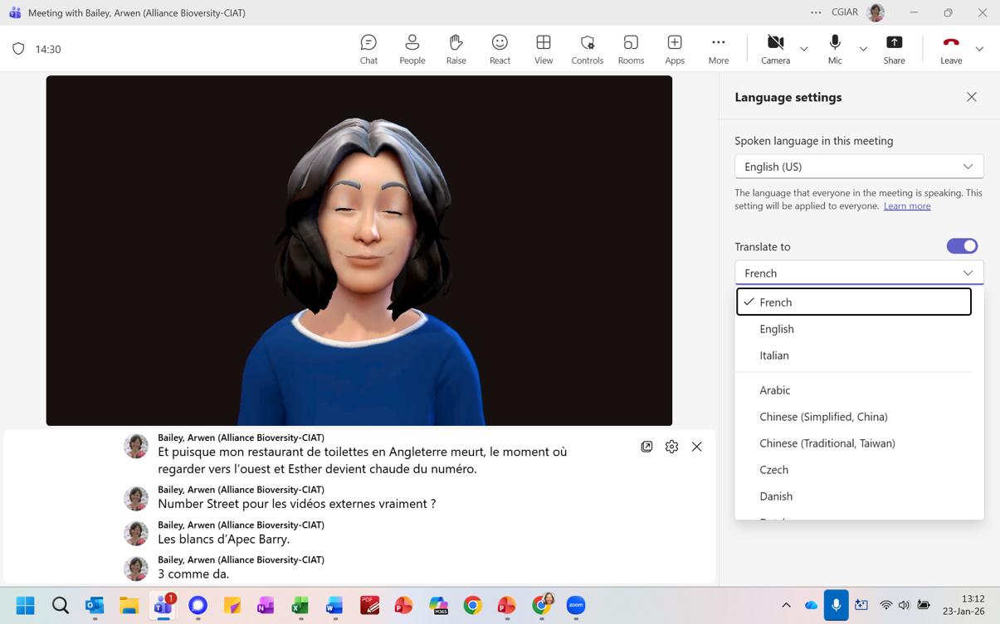 Meeting with Bailey, Arwen (Alliance Bioversity-CIAT)
CGIAR
14:30
Chat
People
Raise
React
View
Controls
Rooms
Apps
More
Camera
Mic
Share
Leave
Language settings
Spoken language in this meeting
English (US)
The language that everyone in the meeting is speaking. This
setting will be applied to everyone. Learn more
Translate to
French
French
English
Italian
Arabic
Chinese (Simplified, China)
Chinese (Traditional, Taiwan)
Czech
Danish
Bailey, Arwen (Alliance Bioversity-CIAT)
Et puisque mon restaurant de toilettes en Angleterre meurt, le moment où
regarder vers l’ouest et Esther devient chaude du numéro.
Bailey, Arwen (Alliance Bioversity-CIAT)
Number Street pour les vidéos externes vraiment ?
Bailey, Arwen (Alliance Bioversity-CIAT)
Les blancs d’Apec Barry.
Bailey, Arwen (Alliance Bioversity-CIAT)
3 comme da.
1
PDF
M365
zoom
13:12
23-Jan-26